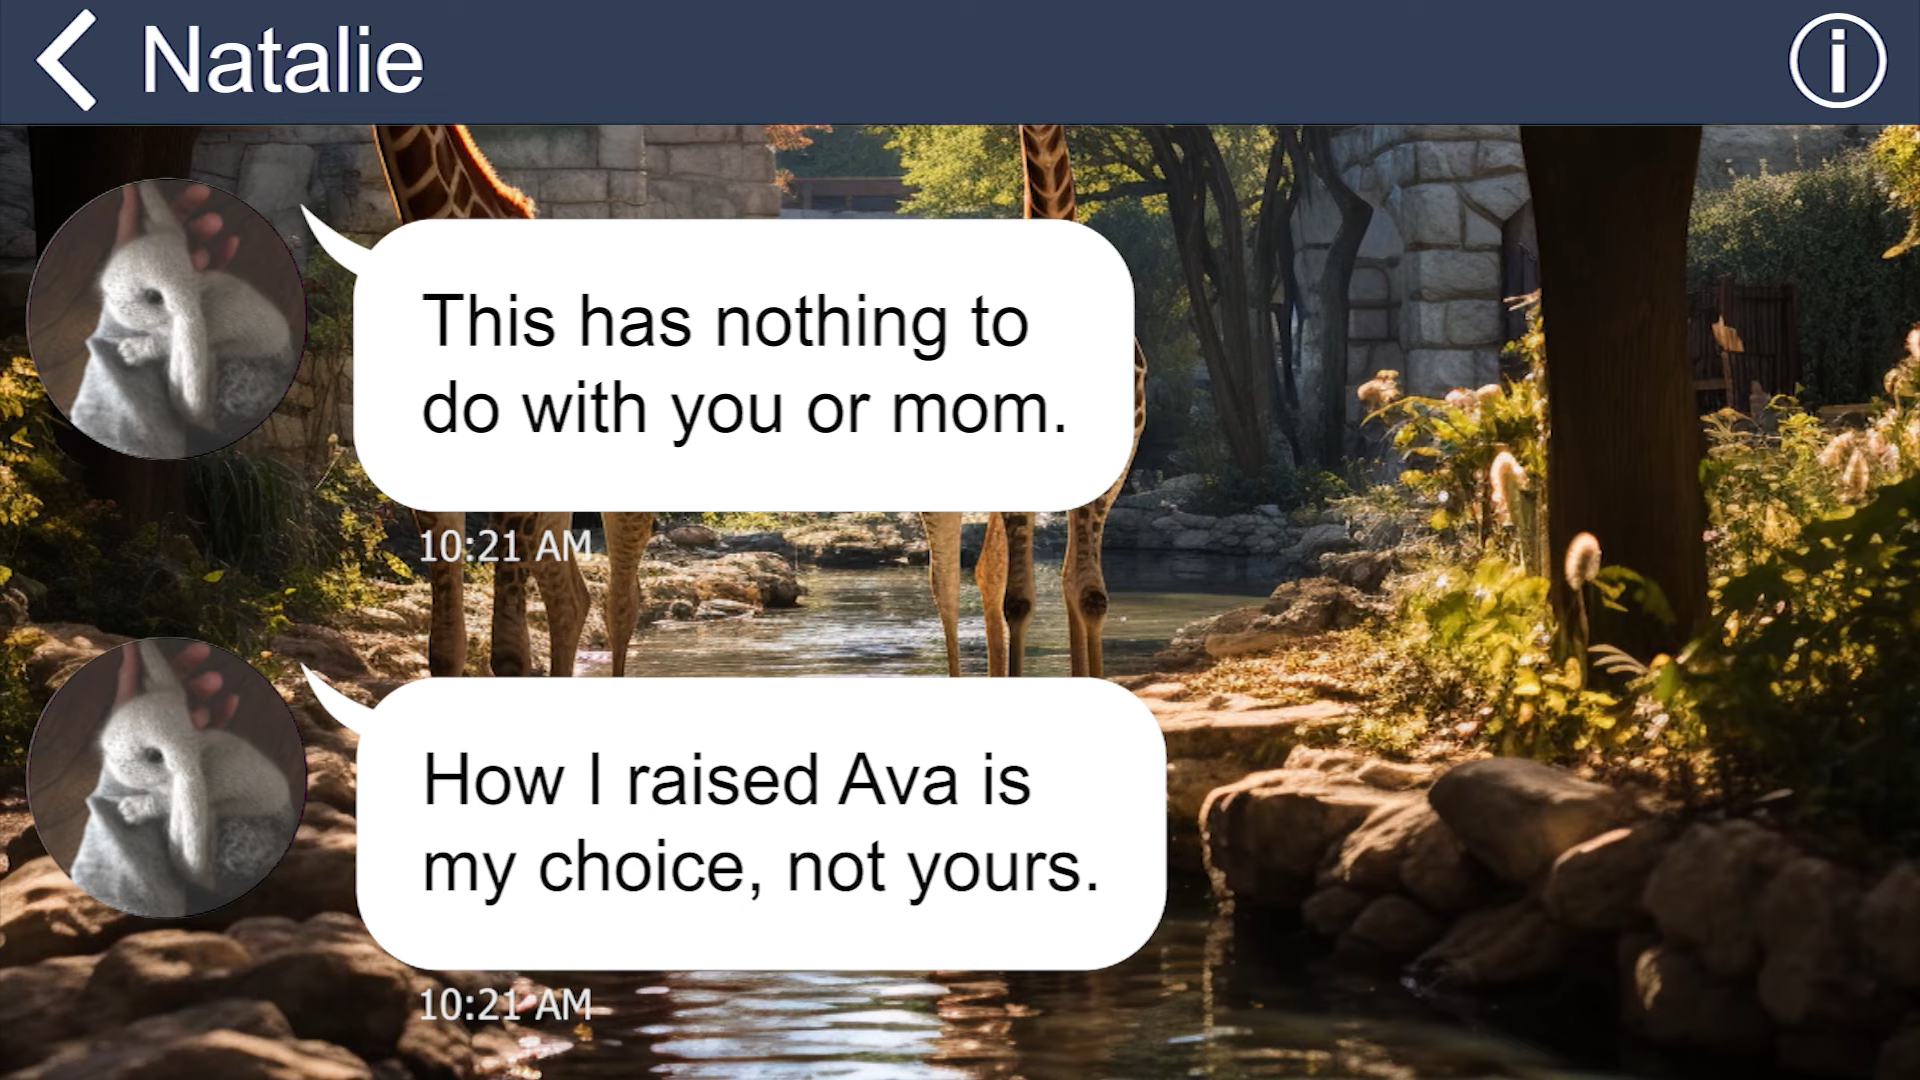 Natalie
This has nothing to
do with you or mom.
10:21 AM
How I raised Ava is
my choice, not yours.
10:21 AM